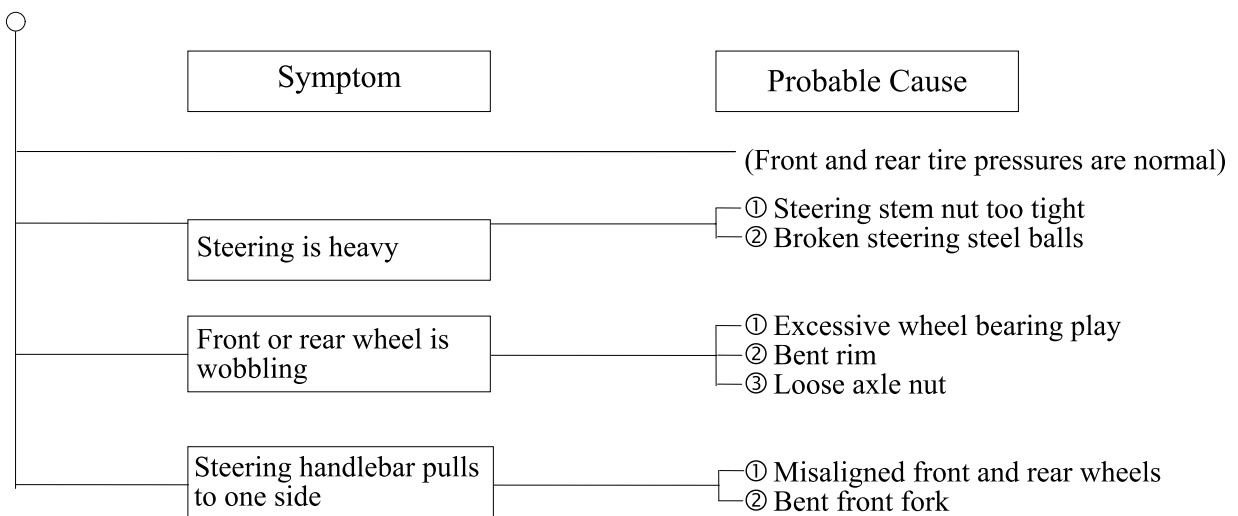 Symptom
Probable Cause
(Front and rear tire pressures are normal)
Steering is heavy
① Steering stem nut too tight
② Broken steering steel balls
Front or rear wheel is
wobbling
① Excessive wheel bearing play
② Bent rim
③ Loose axle nut
Steering handlebar pulls
to one side
① Misaligned front and rear wheels
② Bent front fork